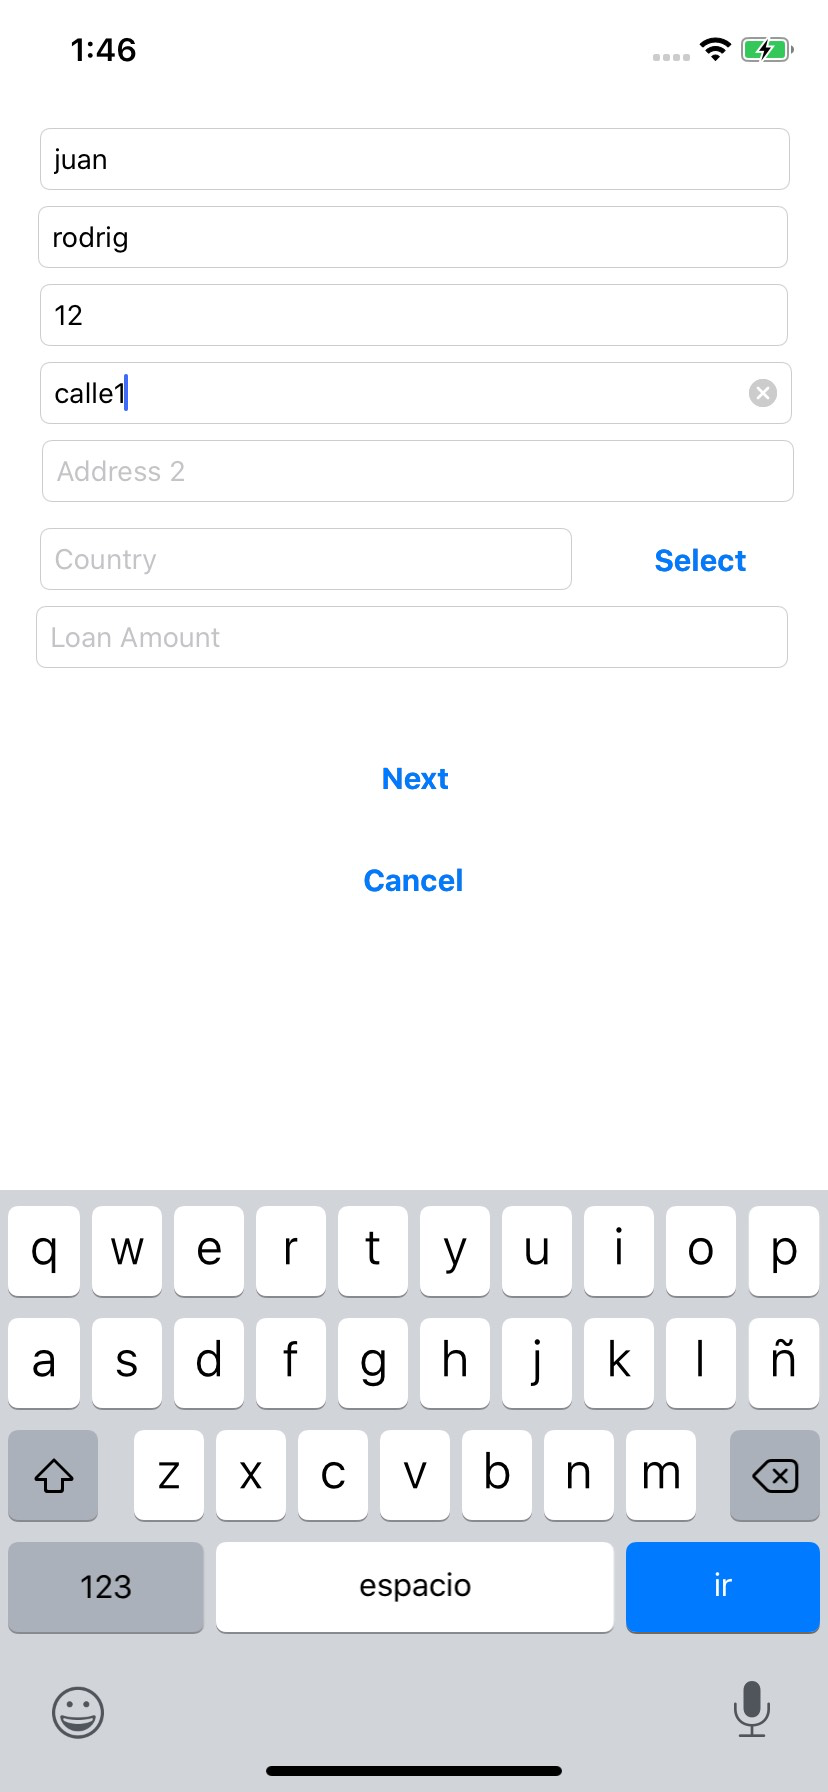 1:46
juan
rodrig
12
calle1
Address 2
Country Select
Loan Amount
Next
Cancel
q w e r t y u i o p
a s d f g h j k l ñ
z x c v b n m
123 espacio ir